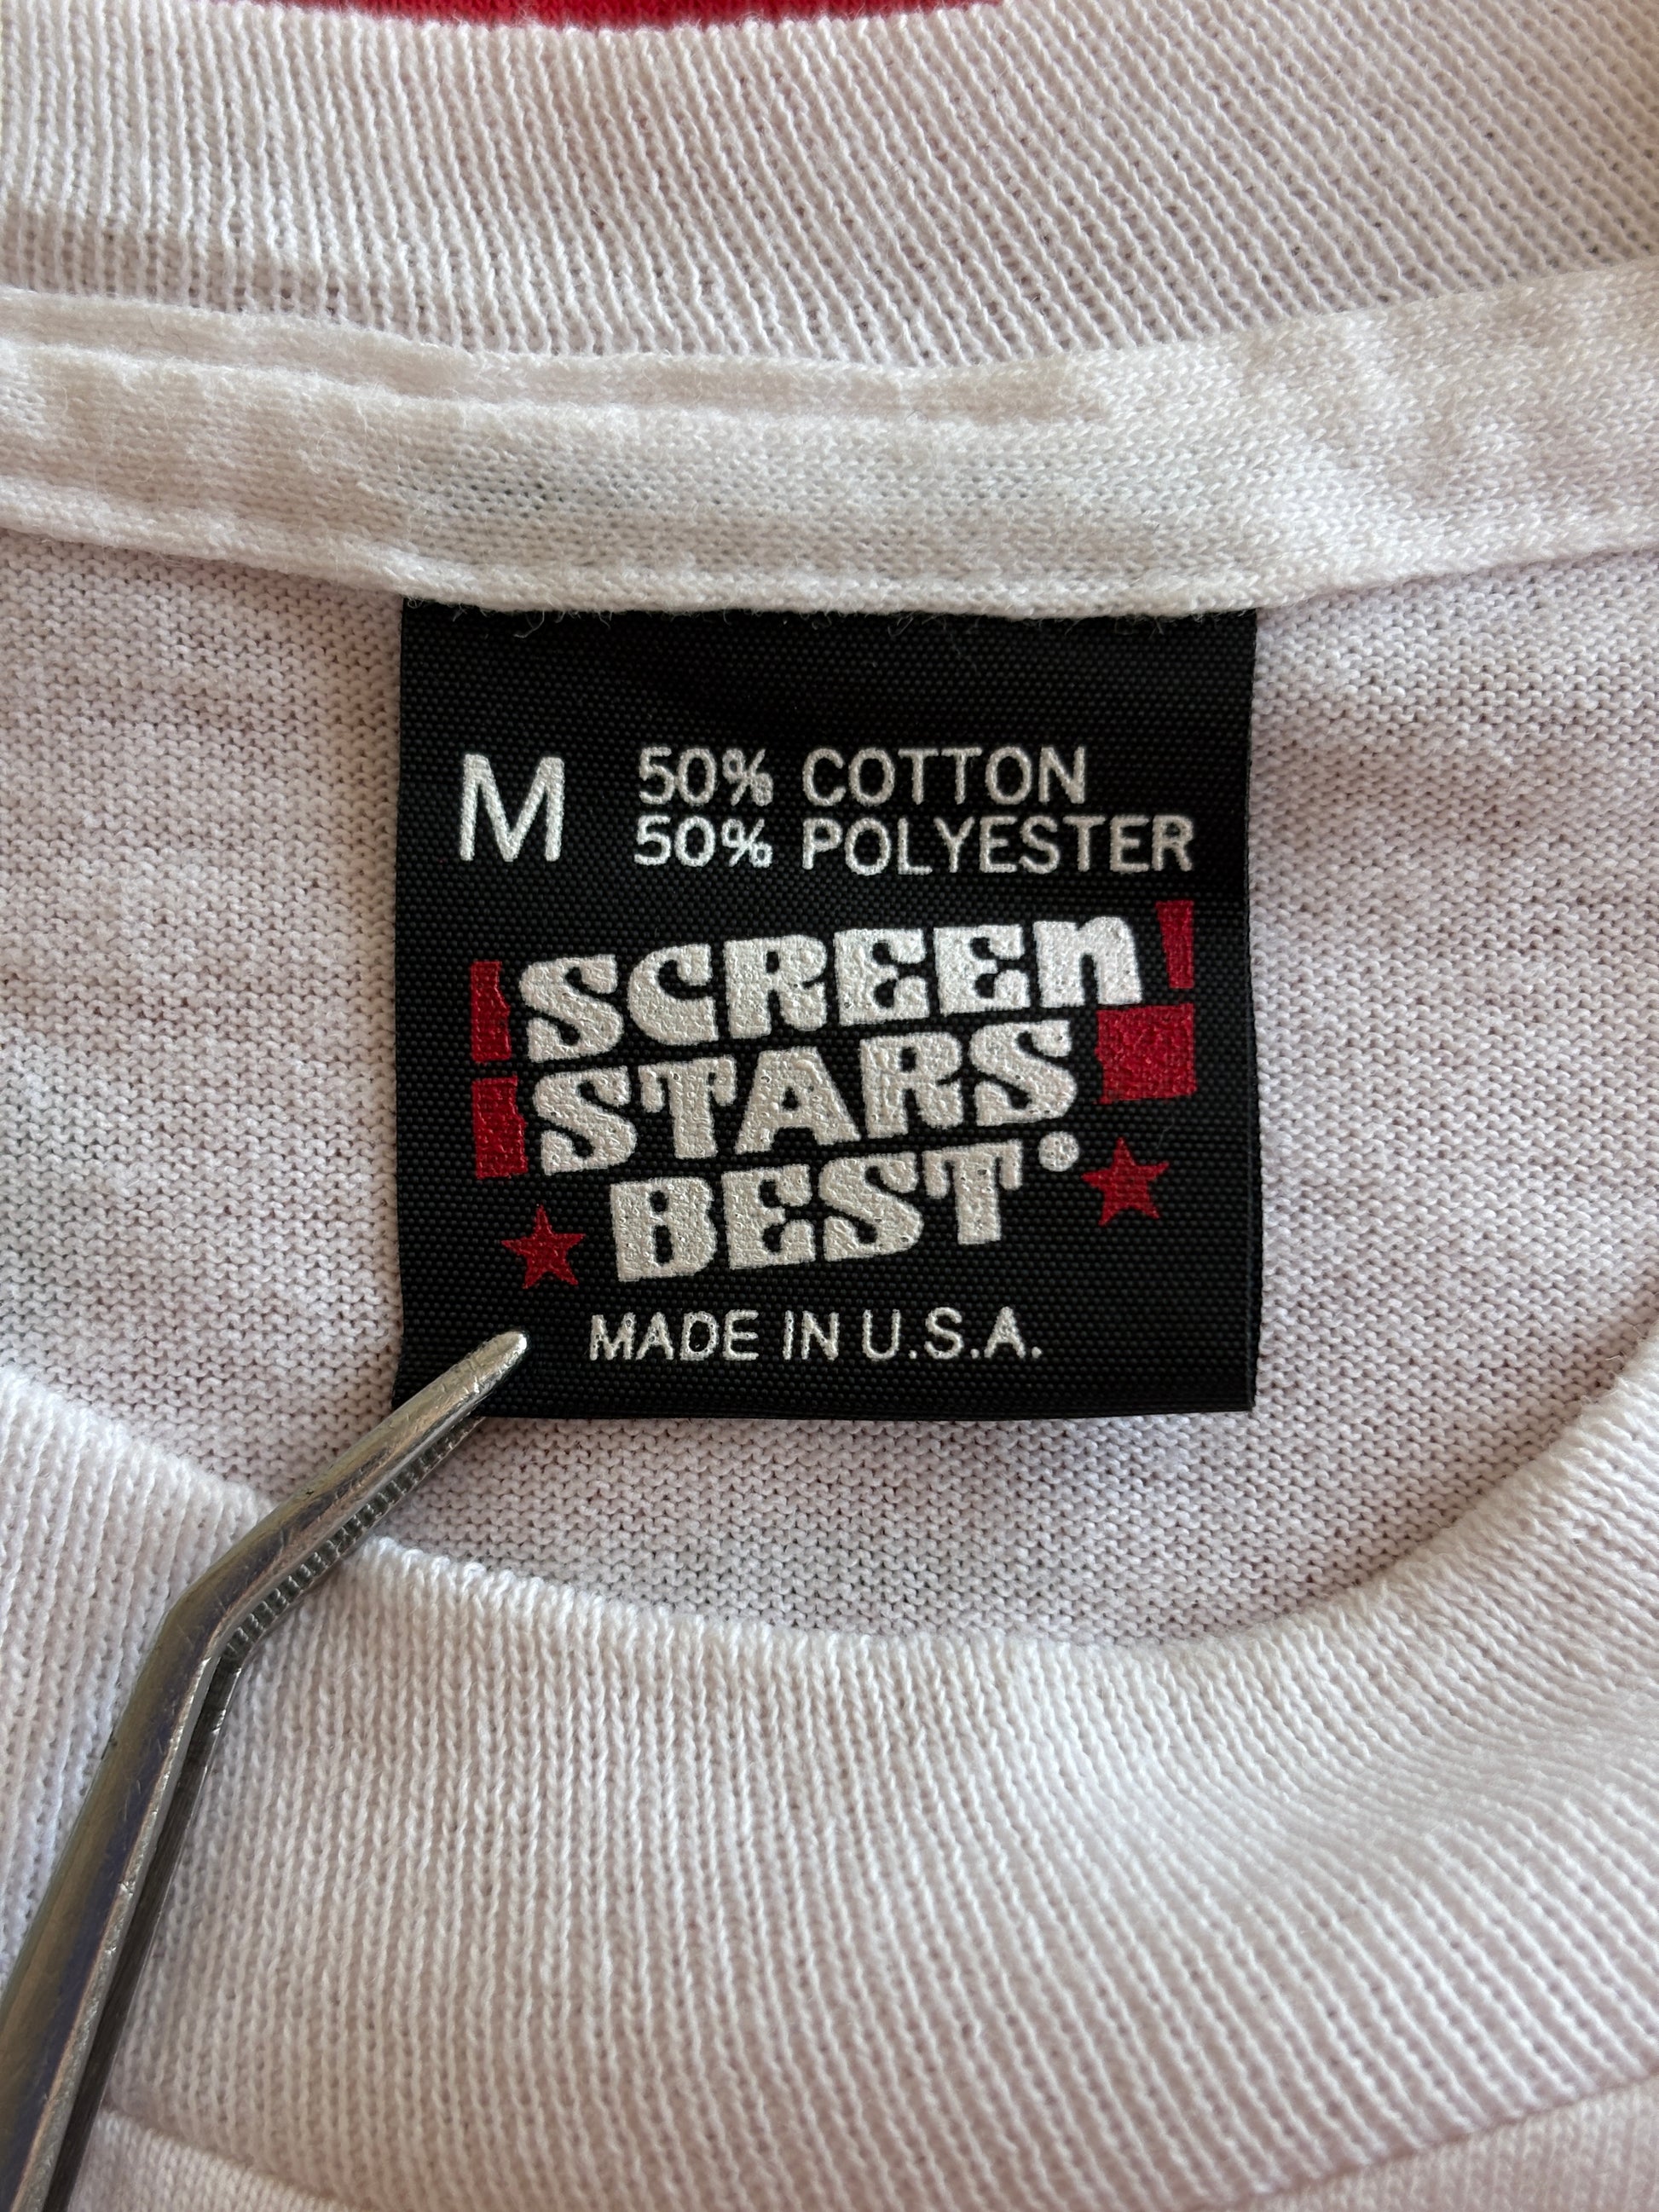 M 50% COTTON
50% POLYESTER
SCREEn
STARS
BEST
MADE IN U.S.A.